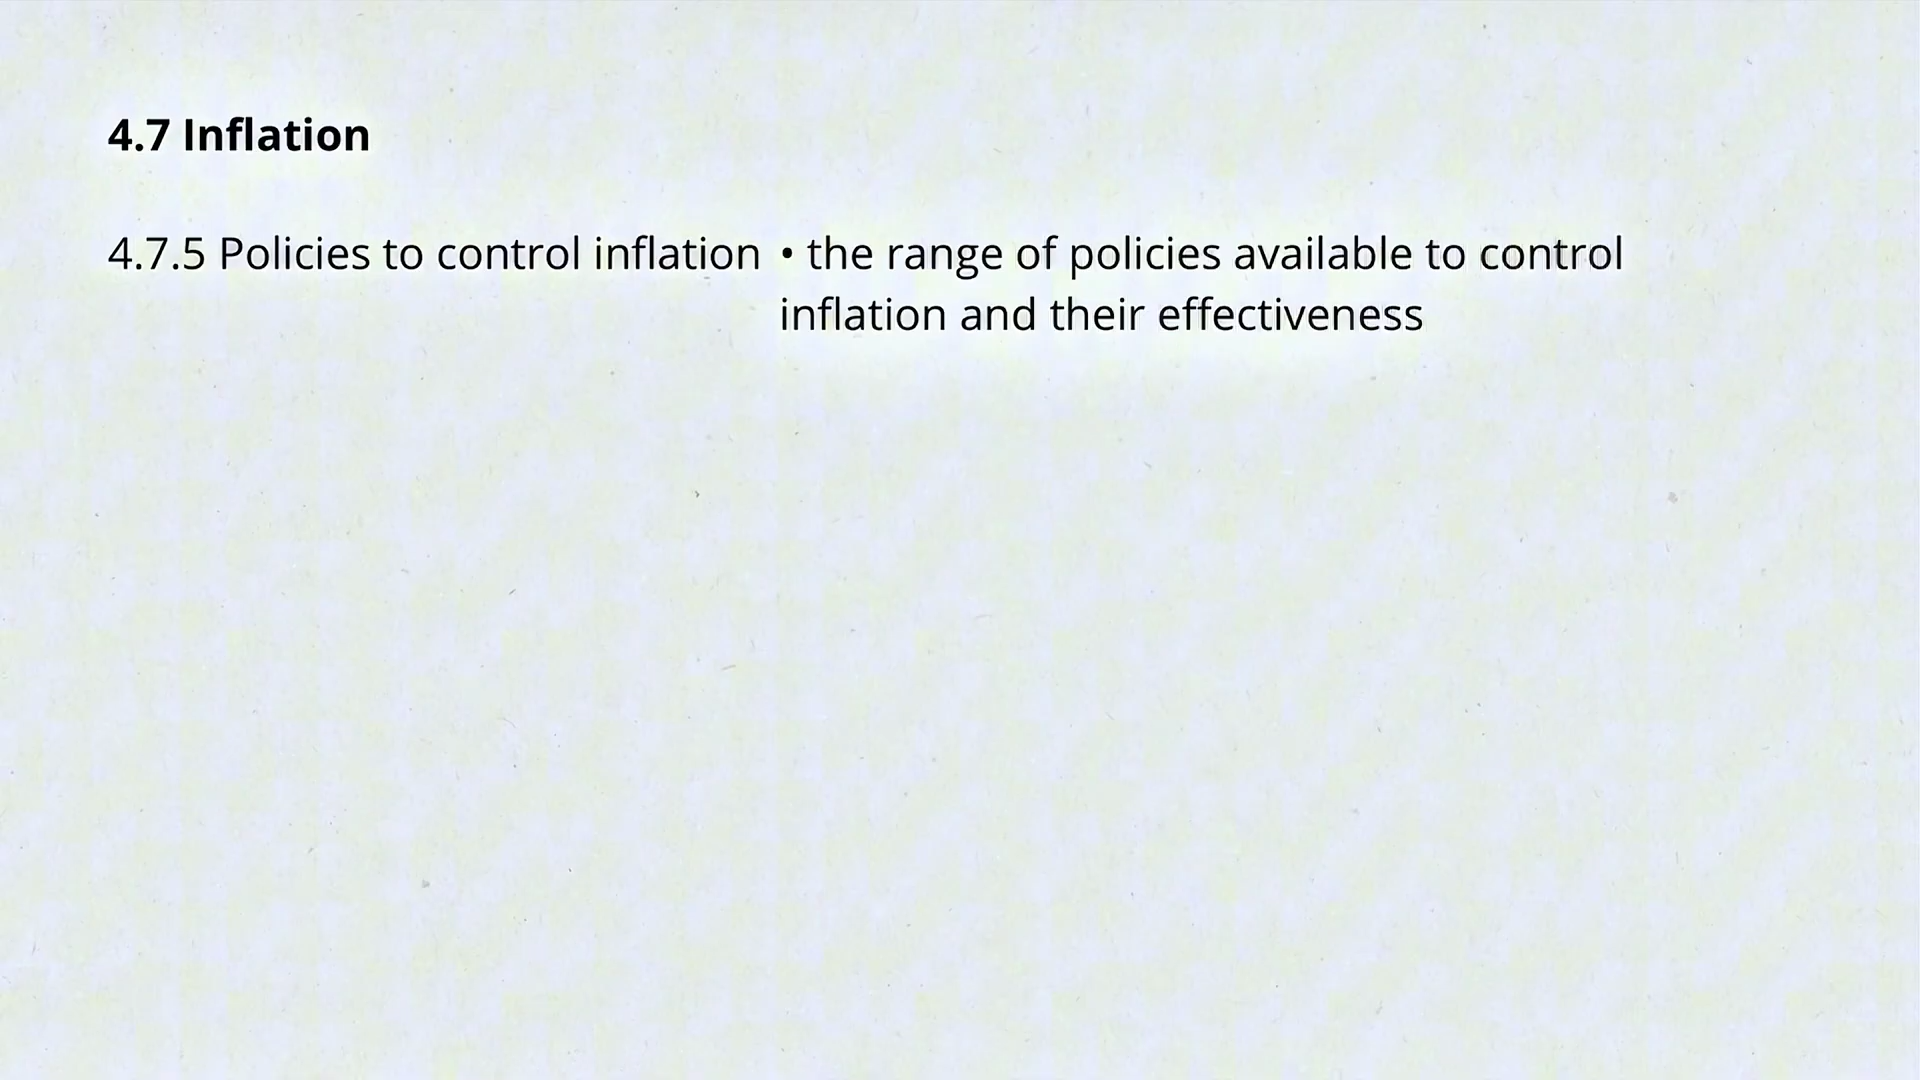 4.7 Inflation
4.7.5 Policies to control inflation • the range of policies available to control
inflation and their effectiveness